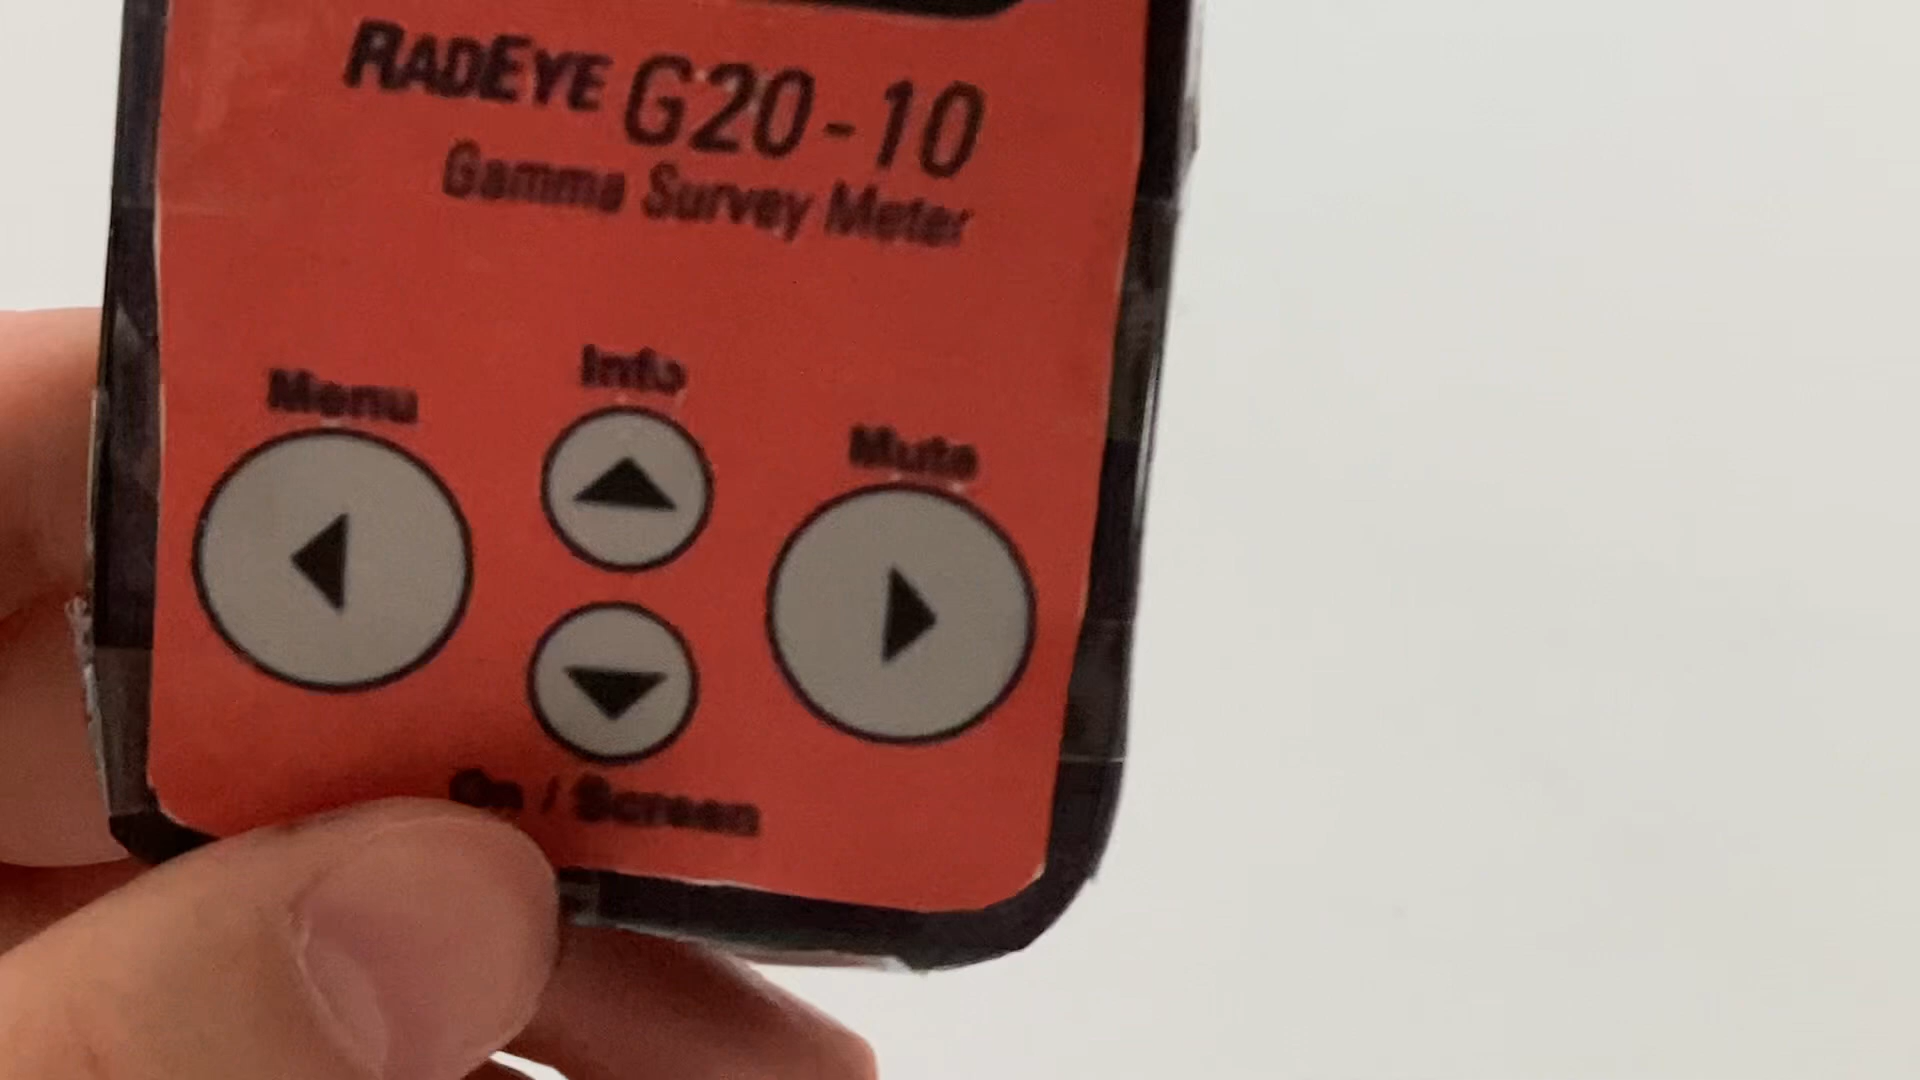 RADEYE G20-10
Gamma Survey Meter
Info
Menu
Mute
On / Screen